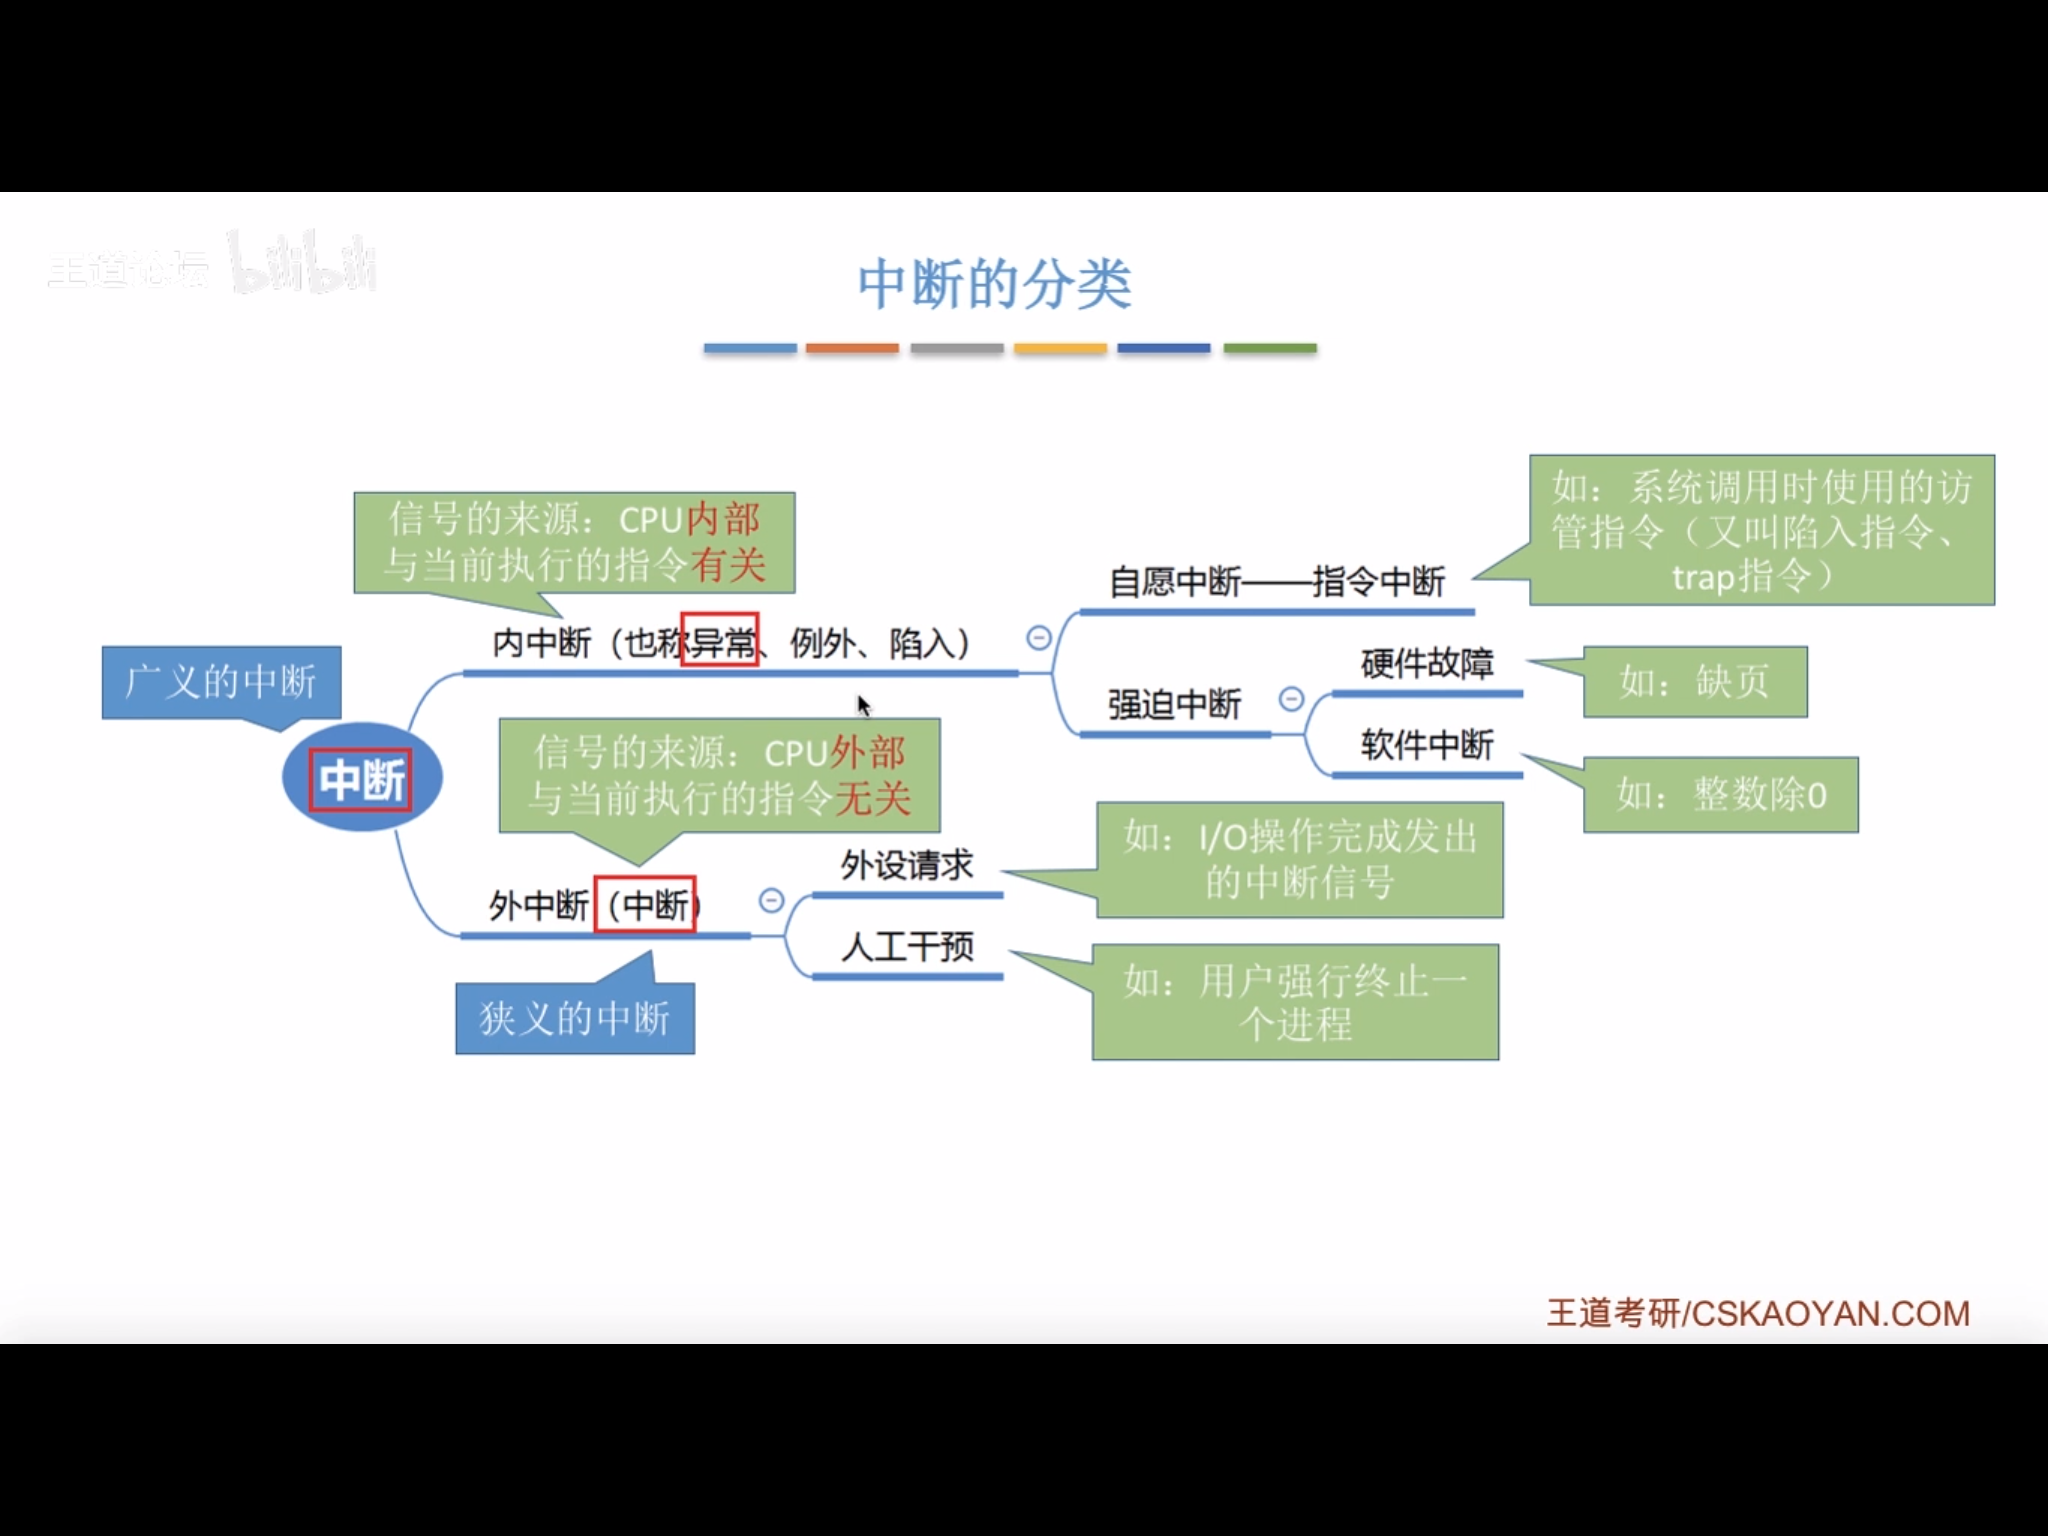 王道论坛 bilibili
中断的分类
信号的来源：CPU内部
与当前执行的指令有关
如：系统调用时使用的访
管指令（又叫陷入指令、
trap指令）
自愿中断——指令中断
内中断（也称异常、例外、陷入）
广义的中断
硬件故障
如：缺页
强迫中断
软件中断
如：整数除0
中断
信号的来源：CPU外部
与当前执行的指令无关
外设请求
如：I/O操作完成发出
的中断信号
外中断（中断）
人工干预
如：用户强行终止一
个进程
狭义的中断
王道考研/CSKAOYAN.COM